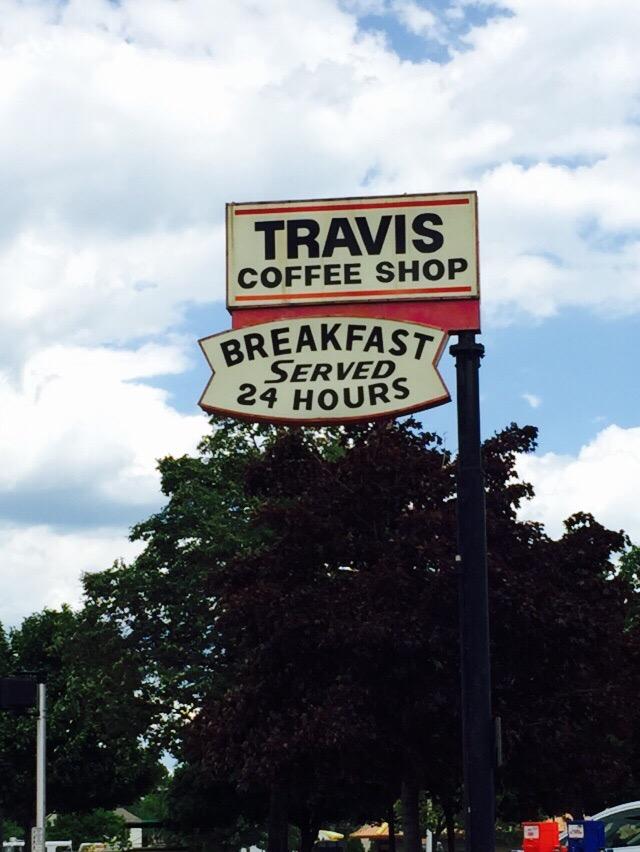 TRAVIS
COFFEE SHOP
BREAKFAST
SERVED
24 HOURS